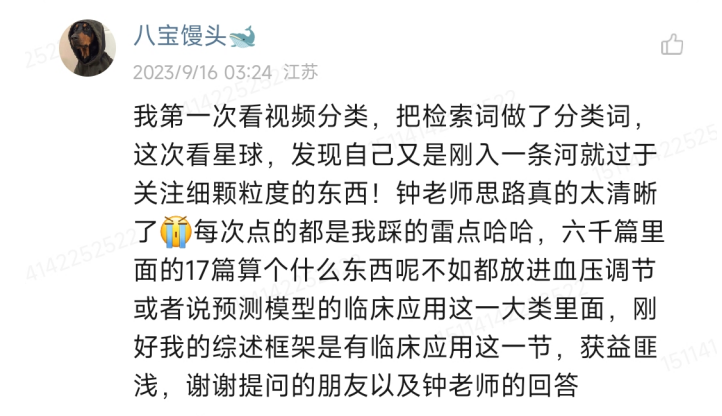 八宝馒头🐳
2023/9/16 03:24 江苏
我第一次看视频分类，把检索词做了分类词，
这次看星球，发现自己又是刚入一条河就过于
关注细颗粒度的东西！钟老师思路真的太清晰
了😭每次点的都是我踩的雷点哈哈，六千篇里
面的17篇算个什么东西呢不如都放进血压调节
或者说预测模型的临床应用这一大类里面，刚
好我的综述框架是有临床应用这一节，获益匪
浅，谢谢提问的朋友以及钟老师的回答